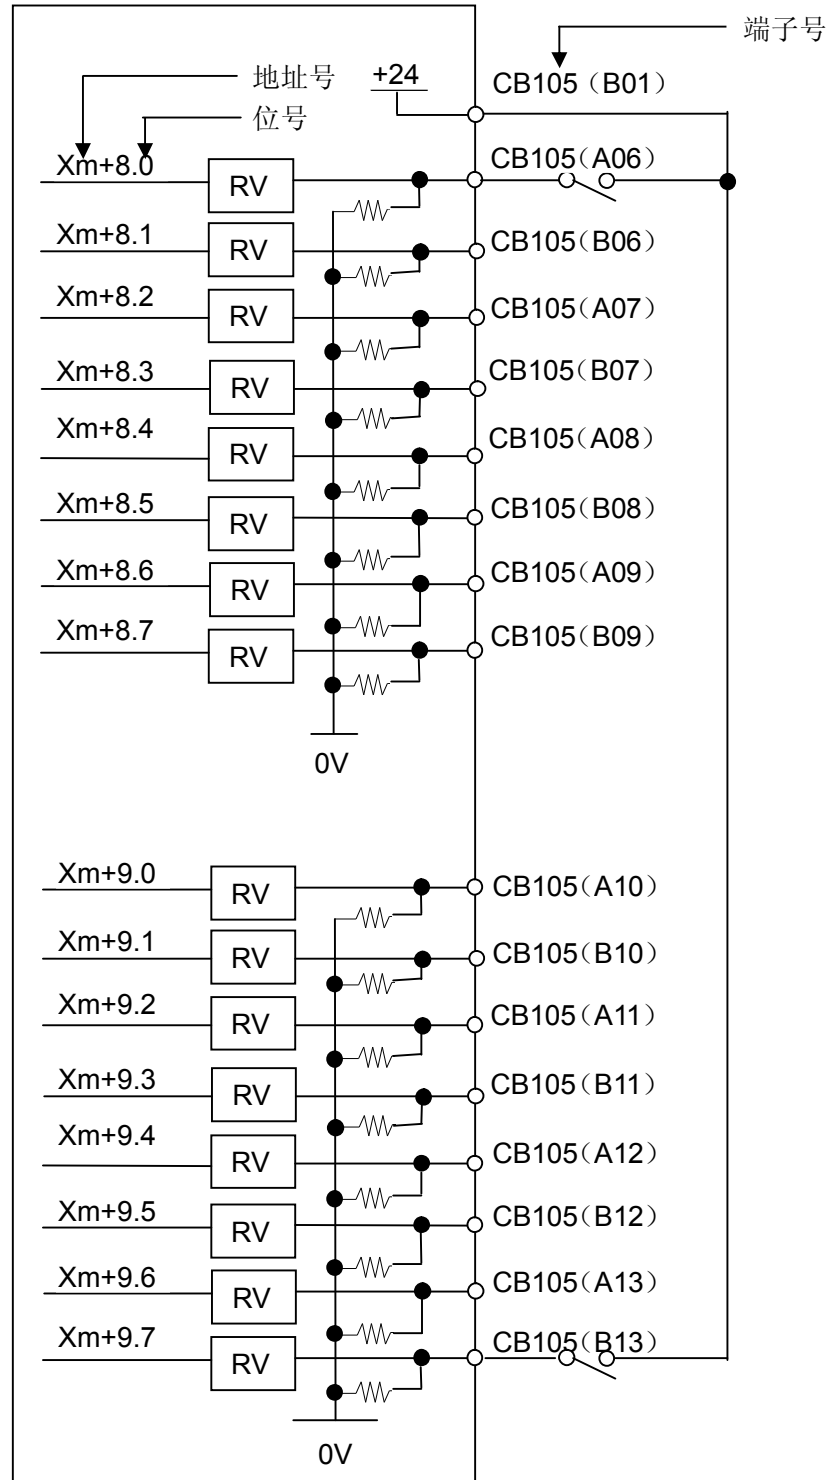 端子号
地址号
+24
CB105（B01）
位号
Xm+8.0
RV
CB105（A06）
Xm+8.1
RV
CB105（B06）
Xm+8.2
RV
CB105（A07）
Xm+8.3
RV
CB105（B07）
Xm+8.4
RV
CB105（A08）
Xm+8.5
RV
CB105（B08）
Xm+8.6
RV
CB105（A09）
Xm+8.7
RV
CB105（B09）
0V
Xm+9.0
RV
CB105（A10）
Xm+9.1
RV
CB105（B10）
Xm+9.2
RV
CB105（A11）
Xm+9.3
RV
CB105（B11）
Xm+9.4
RV
CB105（A12）
Xm+9.5
RV
CB105（B12）
Xm+9.6
RV
CB105（A13）
Xm+9.7
RV
CB105（B13）
0V